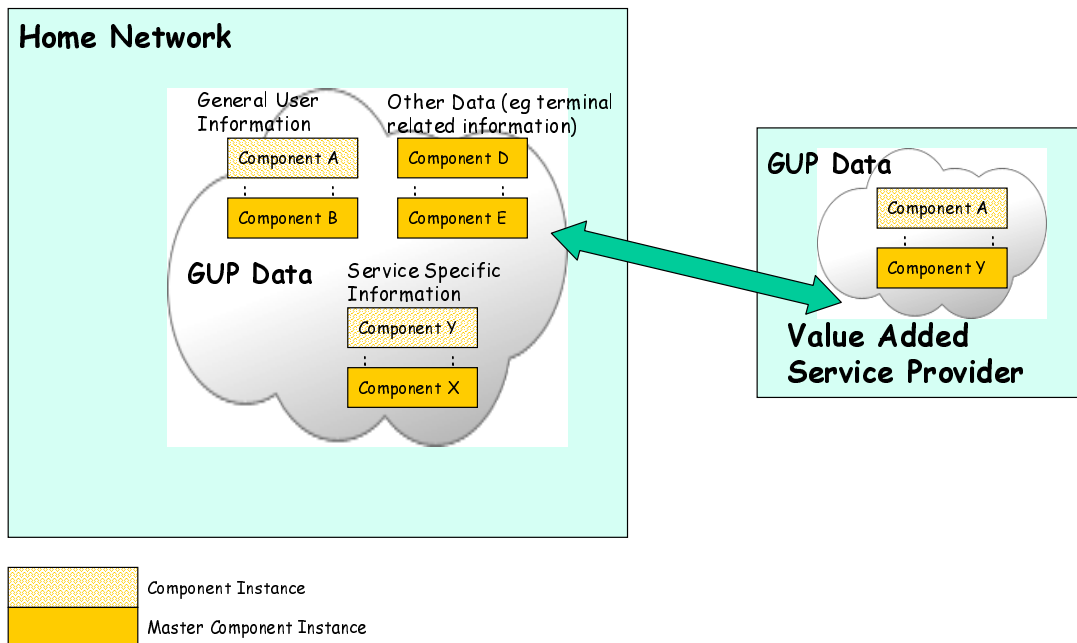 Home Network
General User
Information
Other Data (eg terminal
related information)
Component A
Component D
Component B
Component E
GUP Data
Service Specific
Information
Component Y
Component X
GUP Data
Component A
Component Y
Value Added
Service Provider
Component Instance
Master Component Instance